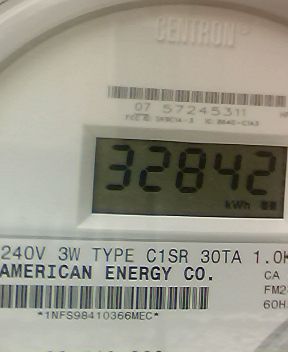 CENTRON®
07 57245311
32842
kWh
240V 3W TYPE C1SR 30TA 1.0K
AMERICAN ENERGY CO.
CA
FM2
60H
*1NFS98410366MEC*